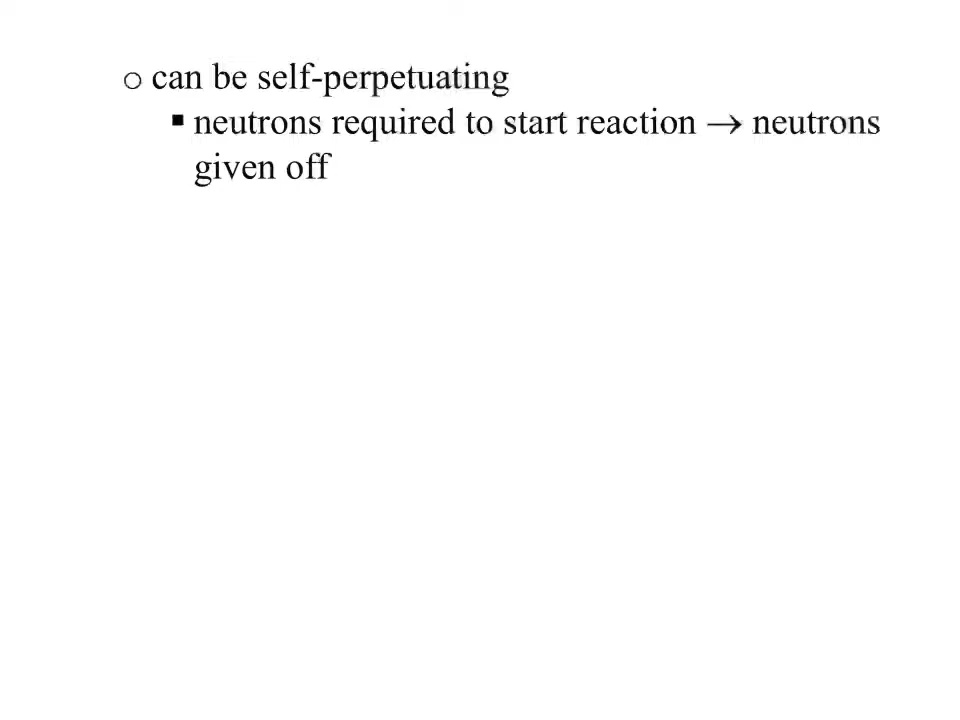 o can be self-perpetuating
▪ neutrons required to start reaction → neutrons
given off